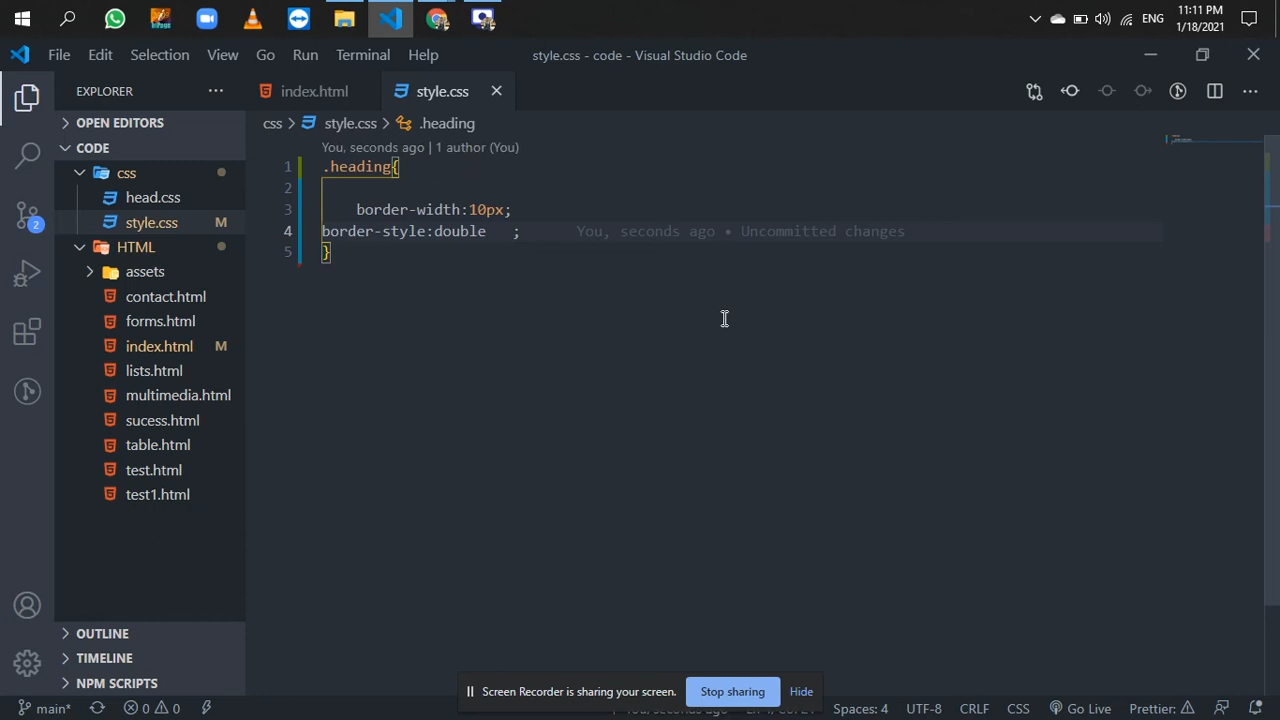 ENG
11:11 PM
1/18/2021
File Edit Selection View Go Run Terminal Help
style.css - code - Visual Studio Code
EXPLORER
index.html
style.css
OPEN EDITORS
CODE
css
head.css
style.css M
HTML
assets
contact.html
forms.html
index.html M
lists.html
multimedia.html
sucess.html
table.html
test.html
test1.html
OUTLINE
TIMELINE
NPM SCRIPTS
2
css > style.css > .heading
You, seconds ago | 1 author (You)
1 .heading{
2
3 border-width:10px;
4 border-style:double ; You, seconds ago • Uncommitted changes
5 }
Screen Recorder is sharing your screen. Stop sharing Hide
main* 0 0 Spaces: 4 UTF-8 CRLF CSS Go Live Prettier: